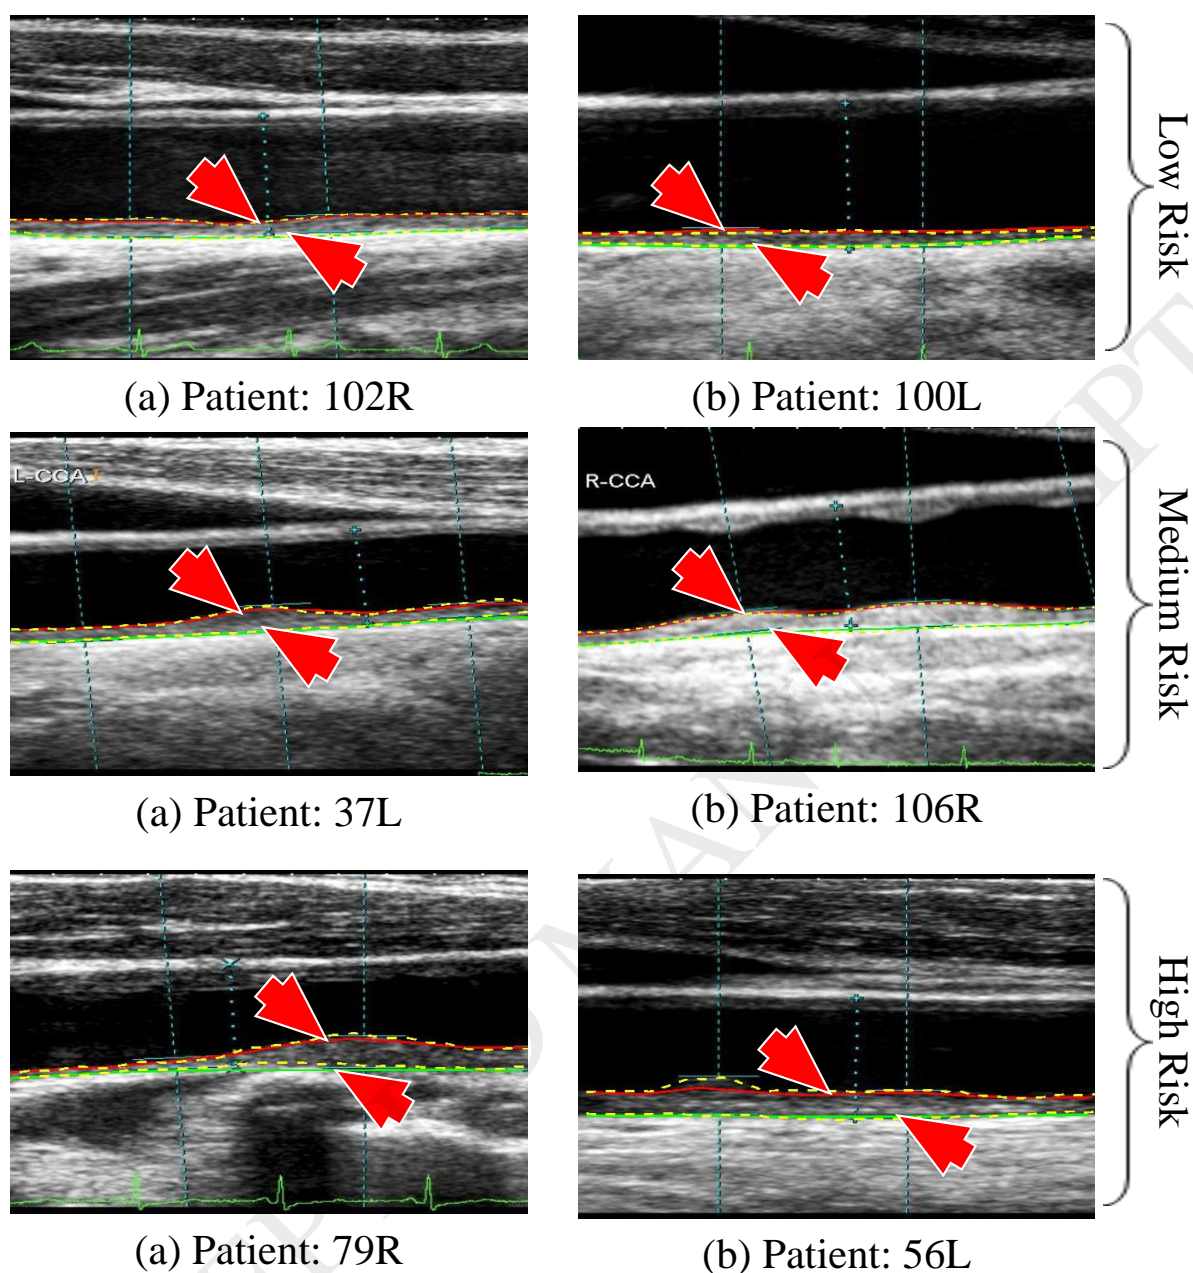 Low Risk
(a) Patient: 102R
(b) Patient: 100L
L-CCA
R-CCA
Medium Risk
(a) Patient: 37L
(b) Patient: 106R
High Risk
(a) Patient: 79R
(b) Patient: 56L